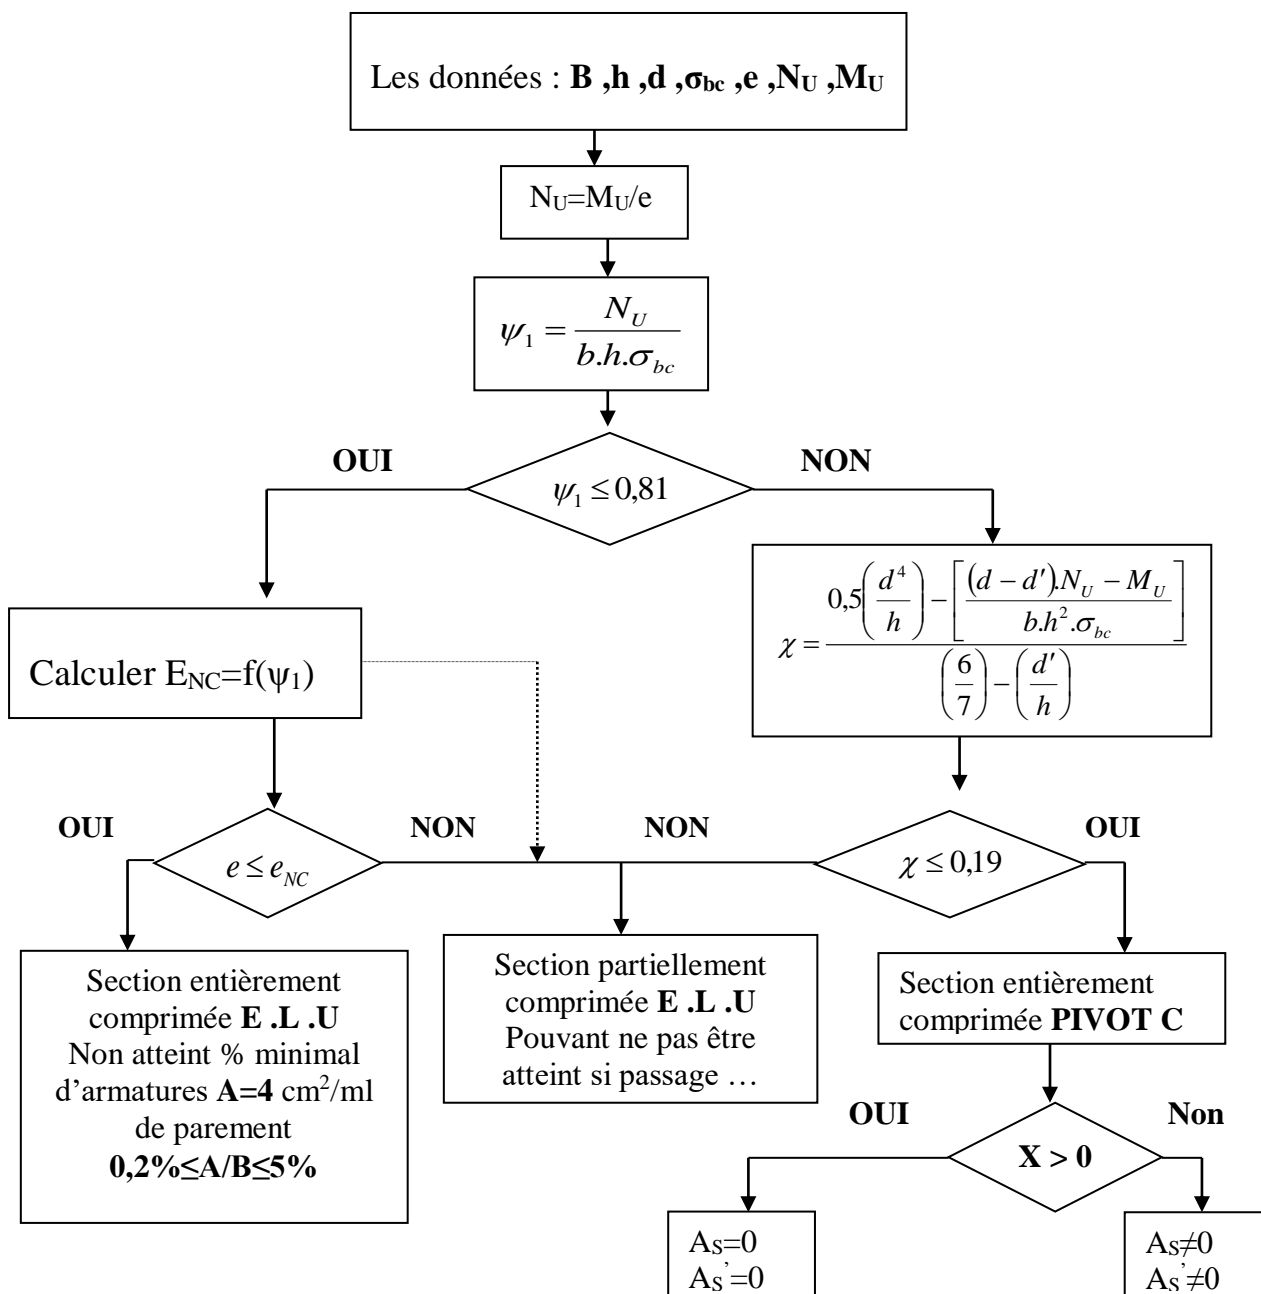 Les données : B ,h ,d ,σbc ,e ,NU ,MU
NU=MU/e
ψ1 = NU / b.h.σbc
OUI
NON
ψ1 ≤ 0,81
χ = (0,5(d⁴/h) − [((d − d′).NU − MU) / b.h².σbc]) / ((6/7) − (d′/h))
Calculer ENC=f(ψ1)
OUI
NON
NON
OUI
e ≤ eNC
χ ≤ 0,19
Section entièrement
comprimée E .L .U
Non atteint % minimal
d’armatures A=4 cm²/ml
de parement
0,2%≤A/B≤5%
Section partiellement
comprimée E .L .U
Pouvant ne pas être
atteint si passage …
Section entièrement
comprimée PIVOT C
OUI
Non
X > 0
AS=0
AS’=0
AS≠0
AS’≠0